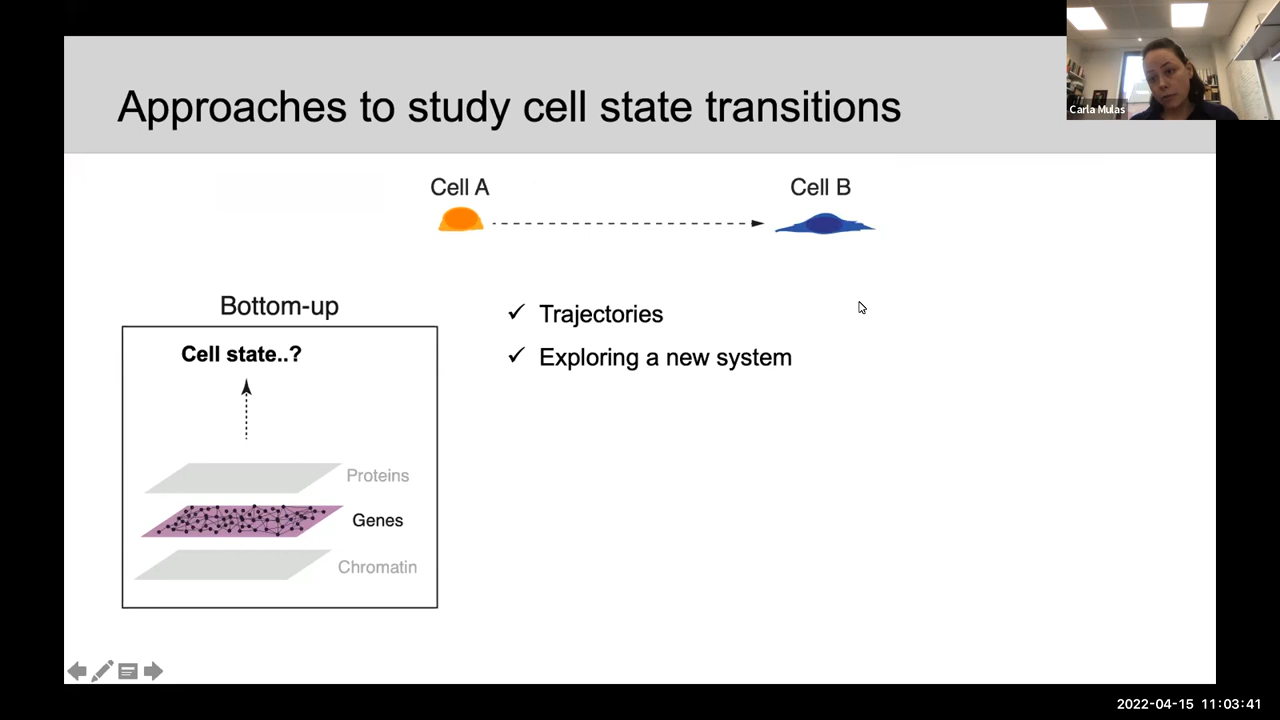 Approaches to study cell state transitions
Carla Mulas
Cell A
Cell B
Bottom-up
Cell state..?
Proteins
Genes
Chromatin
✓ Trajectories
✓ Exploring a new system
2022-04-15 11:03:41